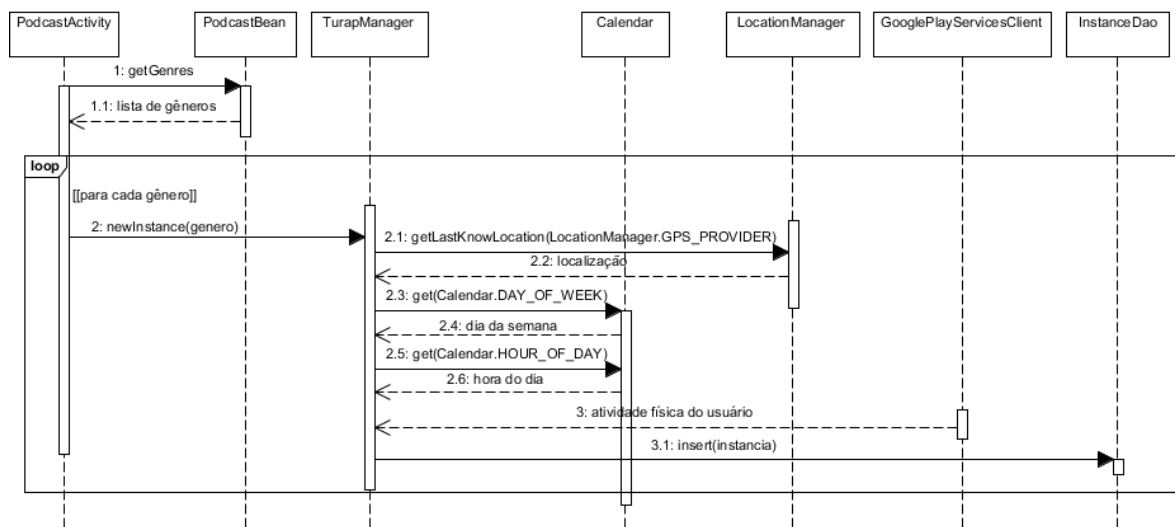 PodcastActivity
PodcastBean
TurapManager
Calendar
LocationManager
GooglePlayServicesClient
InstanceDao
1: getGenres
1.1: lista de gêneros
loop
[[para cada gênero]]
2: newInstance(genero)
2.1: getLastKnowLocation(LocationManager.GPS_PROVIDER)
2.2: localização
2.3: get(Calendar.DAY_OF_WEEK)
2.4: dia da semana
2.5: get(Calendar.HOUR_OF_DAY)
2.6: hora do dia
3: atividade física do usuário
3.1: insert(instancia)